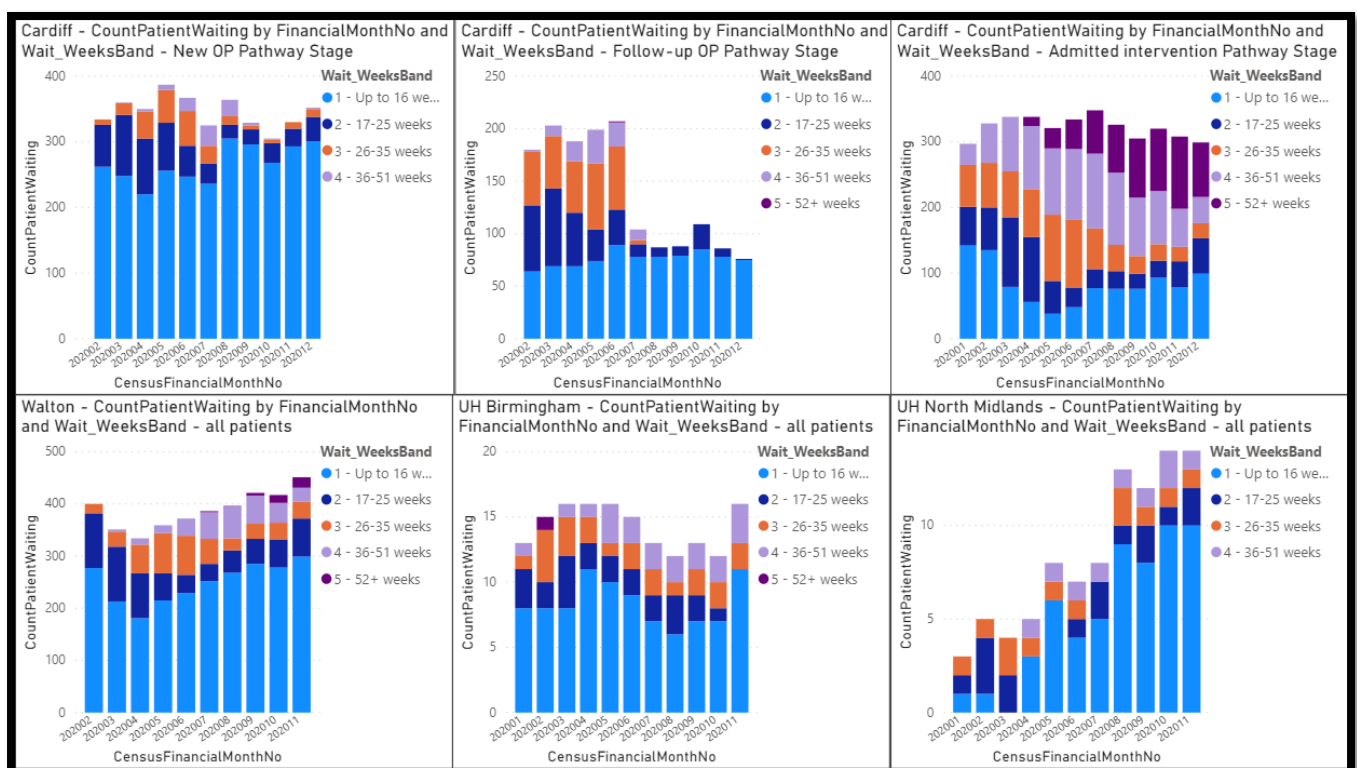 Cardiff - CountPatientWaiting by FinancialMonthNo and
Wait_WeeksBand - New OP Pathway Stage
Wait_WeeksBand
1 - Up to 16 we...
2 - 17-25 weeks
3 - 26-35 weeks
4 - 36-51 weeks
400
300
200
100
0
CountPatientWaiting
202002
202003
202004
202005
202006
202007
202008
202009
202010
202011
202012
CensusFinancialMonthNo
Cardiff - CountPatientWaiting by FinancialMonthNo and
Wait_WeeksBand - Follow-up OP Pathway Stage
Wait_WeeksBand
1 - Up to 16 w...
2 - 17-25 weeks
3 - 26-35 weeks
4 - 36-51 weeks
5 - 52+ weeks
250
200
150
100
50
0
CountPatientWaiting
202002
202003
202004
202005
202006
202007
202008
202009
202010
202011
202012
CensusFinancialMonthNo
Cardiff - CountPatientWaiting by FinancialMonthNo and
Wait_WeeksBand - Admitted intervention Pathway Stage
Wait_WeeksBand
1 - Up to 16 we...
2 - 17-25 weeks
3 - 26-35 weeks
4 - 36-51 weeks
5 - 52+ weeks
400
300
200
100
0
CountPatientWaiting
202001
202002
202003
202004
202005
202006
202007
202008
202009
202010
202011
202012
CensusFinancialMonthNo
Walton - CountPatientWaiting by FinancialMonthNo
and Wait_WeeksBand - all patients
Wait_WeeksBand
1 - Up to 16 w...
2 - 17-25 weeks
3 - 26-35 weeks
4 - 36-51 weeks
5 - 52+ weeks
500
400
300
200
100
0
CountPatientWaiting
202002
202003
202004
202005
202006
202007
202008
202009
202010
202011
CensusFinancialMonthNo
UH Birmingham - CountPatientWaiting by
FinancialMonthNo and Wait_WeeksBand - all patients
Wait_WeeksBand
1 - Up to 16 we...
2 - 17-25 weeks
3 - 26-35 weeks
4 - 36-51 weeks
5 - 52+ weeks
20
15
10
5
0
CountPatientWaiting
202001
202002
202003
202004
202005
202006
202007
202008
202009
202010
202011
CensusFinancialMonthNo
UH North Midlands - CountPatientWaiting by
FinancialMonthNo and Wait_WeeksBand - all patients
Wait_WeeksBand
1 - Up to 16 we...
2 - 17-25 weeks
3 - 26-35 weeks
4 - 36-51 weeks
10
5
0
CountPatientWaiting
202001
202002
202003
202004
202005
202006
202007
202008
202009
202010
202011
CensusFinancialMonthNo